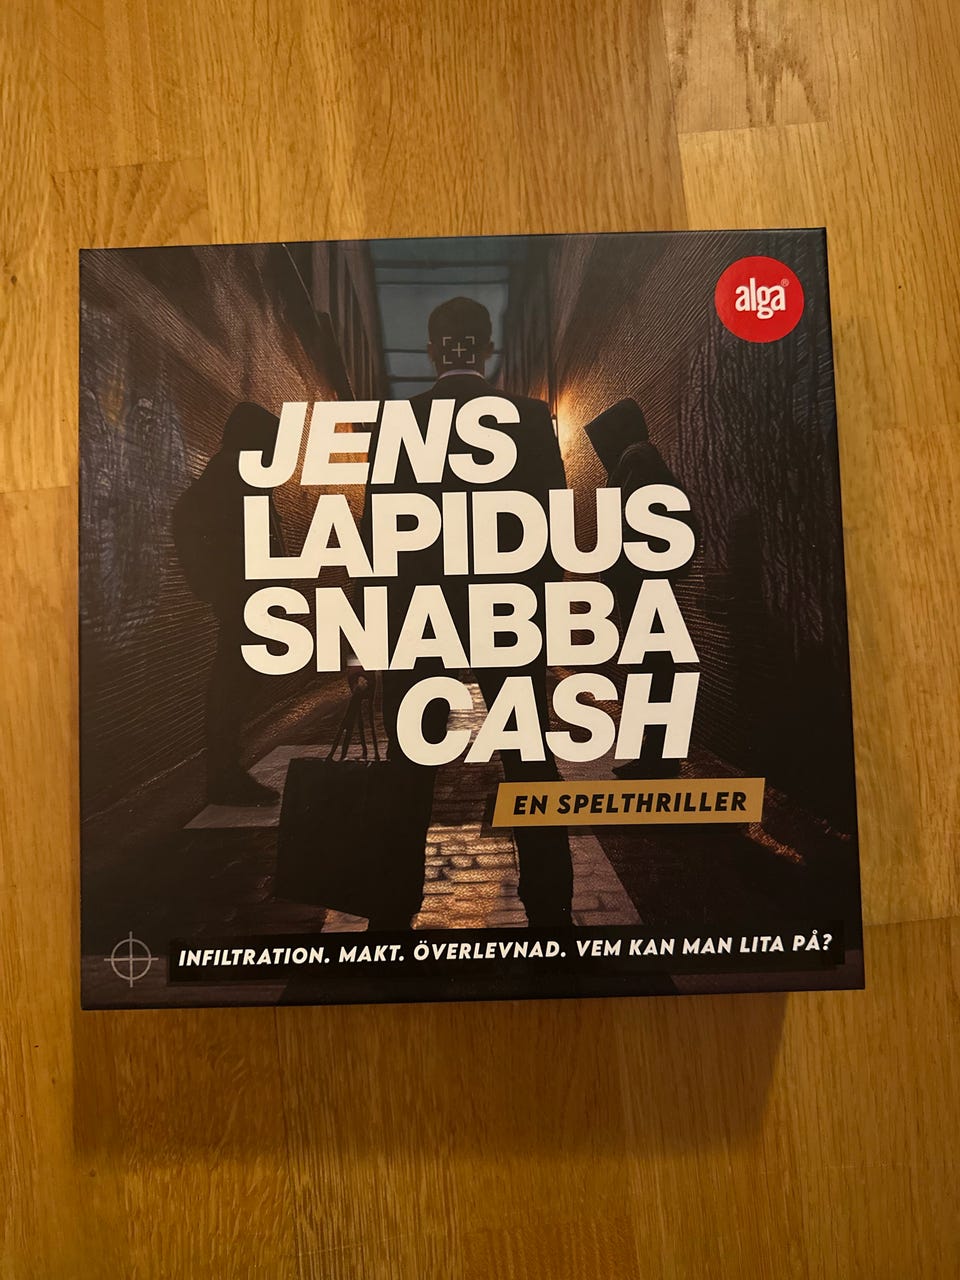 alga®
JENS
LAPIDUS
SNABBA
CASH
EN SPELTHRILLER
INFILTRATION. MAKT. ÖVERLEVNAD. VEM KAN MAN LITA PÅ?